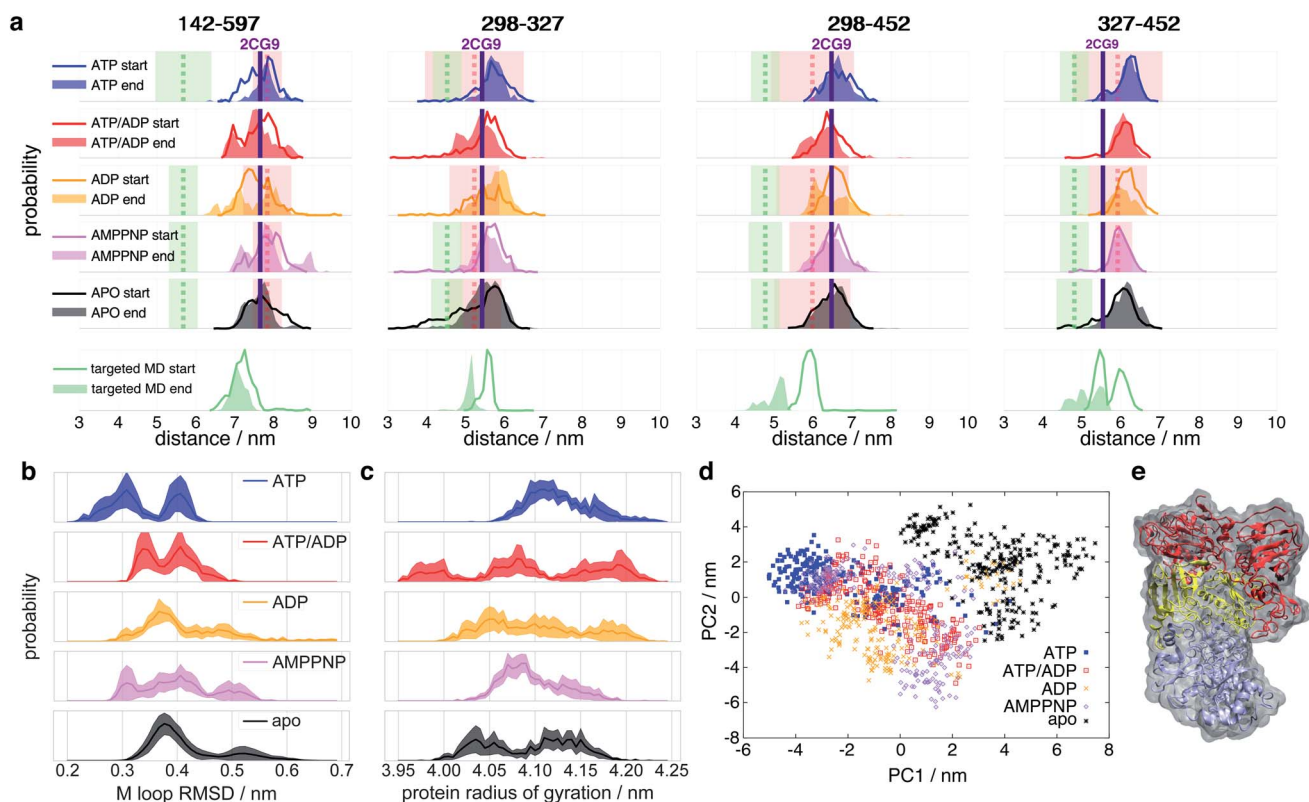 a
142-597 298-327 298-452 327-452
2CG9 2CG9 2CG9 2CG9
ATP start
ATP end
ATP/ADP start
ATP/ADP end
ADP start
ADP end
AMPPNP start
AMPPNP end
APO start
APO end
targeted MD start
targeted MD end
probability
3 4 5 6 7 8 9 10 3 4 5 6 7 8 9 10 3 4 5 6 7 8 9 10 3 4 5 6 7 8 9 10
distance / nm distance / nm distance / nm distance / nm
b
ATP
ATP/ADP
ADP
AMPPNP
apo
probability
0.2 0.3 0.4 0.5 0.6 0.7
M loop RMSD / nm
c
3.95 4.00 4.05 4.10 4.15 4.20 4.25
protein radius of gyration / nm
d
6
4
2
0
-2
-4
-6
-8
PC2 / nm
ATP
ATP/ADP
ADP
AMPPNP
apo
-6 -4 -2 0 2 4 6 8
PC1 / nm
e